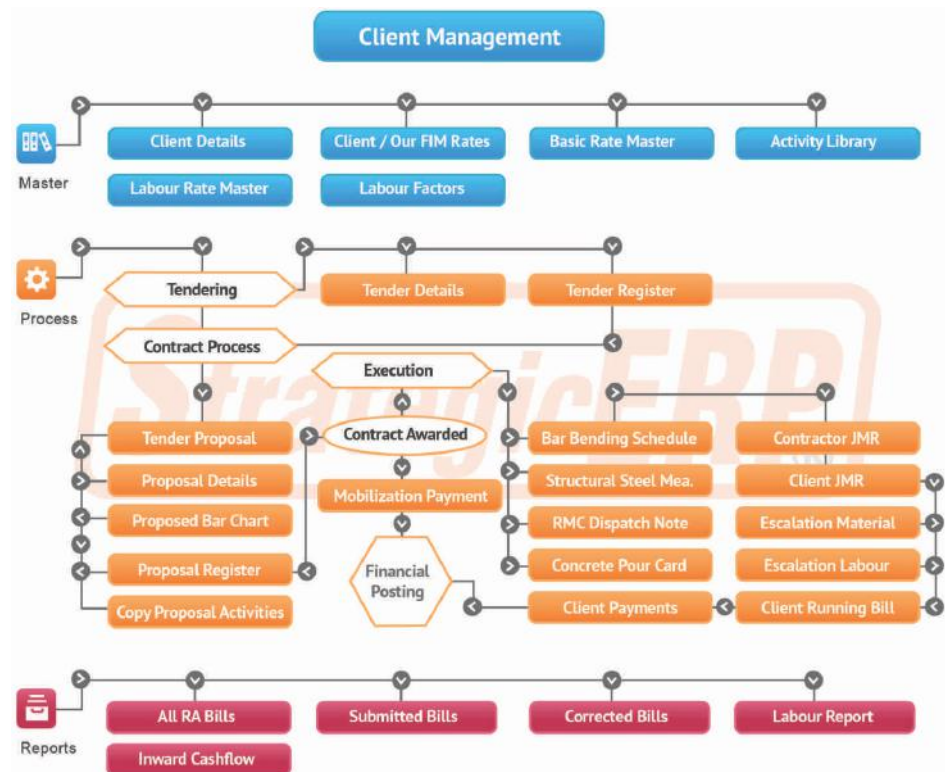 Client Management
Master
Client Details
Client / Our FIM Rates
Basic Rate Master
Activity Library
Labour Rate Master
Labour Factors
Process
Tendering
Tender Details
Tender Register
Contract Process
Execution
StrategicERP
Tender Proposal
Contract Awarded
Bar Bending Schedule
Contractor JMR
Proposal Details
Mobilization Payment
Structural Steel Mea.
Client JMR
Proposed Bar Chart
RMC Dispatch Note
Escalation Material
Proposal Register
Financial
Posting
Concrete Pour Card
Escalation Labour
Copy Proposal Activities
Client Payments
Client Running Bill
Reports
All RA Bills
Submitted Bills
Corrected Bills
Labour Report
Inward Cashflow